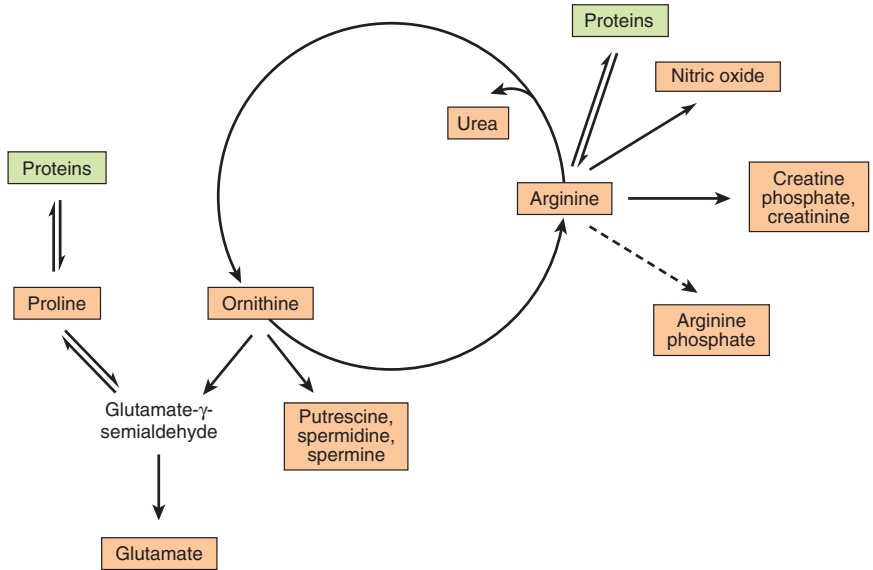 Proteins
Nitric oxide
Urea
Proteins
Arginine
Creatine
phosphate,
creatinine
Proline
Ornithine
Arginine
phosphate
Glutamate-γ-
semialdehyde
Putrescine,
spermidine,
spermine
Glutamate